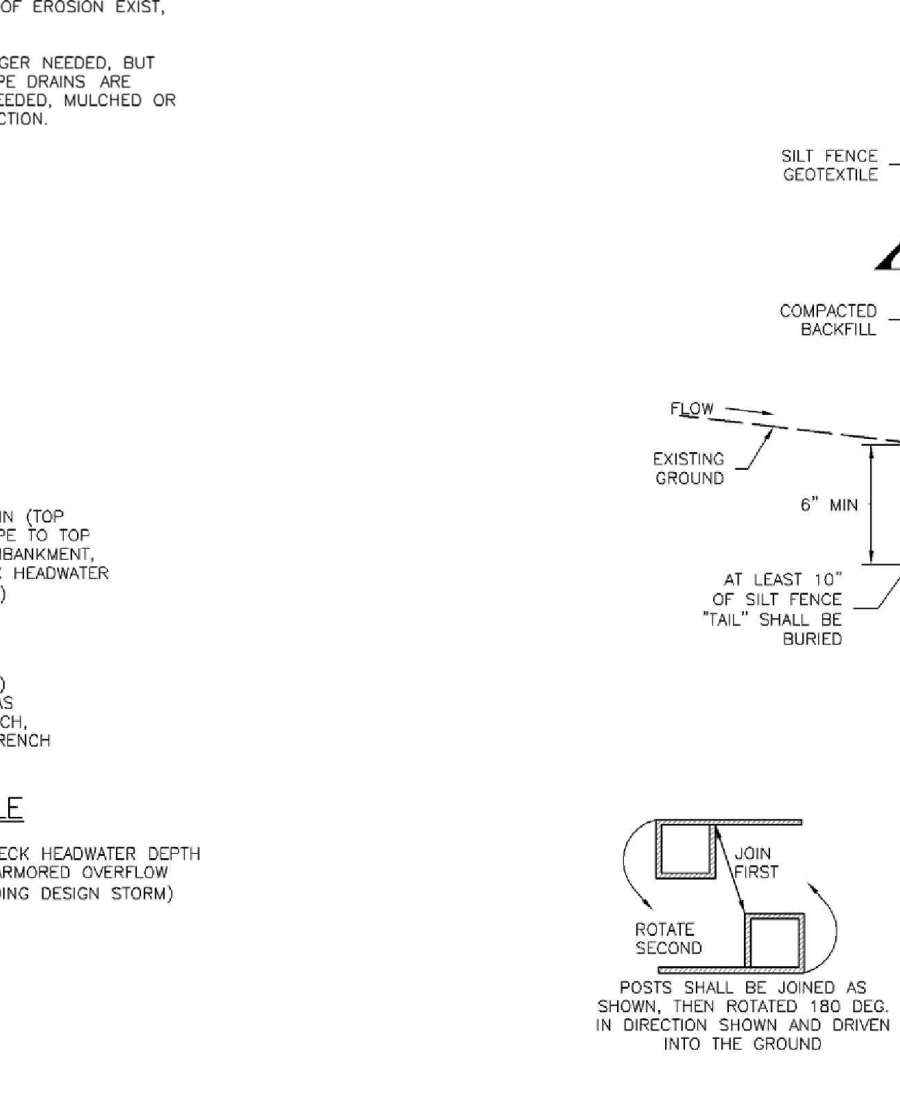 OF EROSION EXIST,
GER NEEDED, BUT
PE DRAINS ARE
EEDED, MULCHED OR
CTION.
SILT FENCE
GEOTEXTILE
COMPACTED
BACKFILL
FLOW
EXISTING
GROUND
6" MIN
AT LEAST 10"
OF SILT FENCE
"TAIL" SHALL BE
BURIED
IN (TOP
PE TO TOP
MBANKMENT,
K HEADWATER
)
)
AS
CH,
RENCH
LE
ECK HEADWATER DEPTH
ARMORED OVERFLOW
DING DESIGN STORM)
JOIN
FIRST
ROTATE
SECOND
POSTS SHALL BE JOINED AS
SHOWN, THEN ROTATED 180 DEG.
IN DIRECTION SHOWN AND DRIVEN
INTO THE GROUND